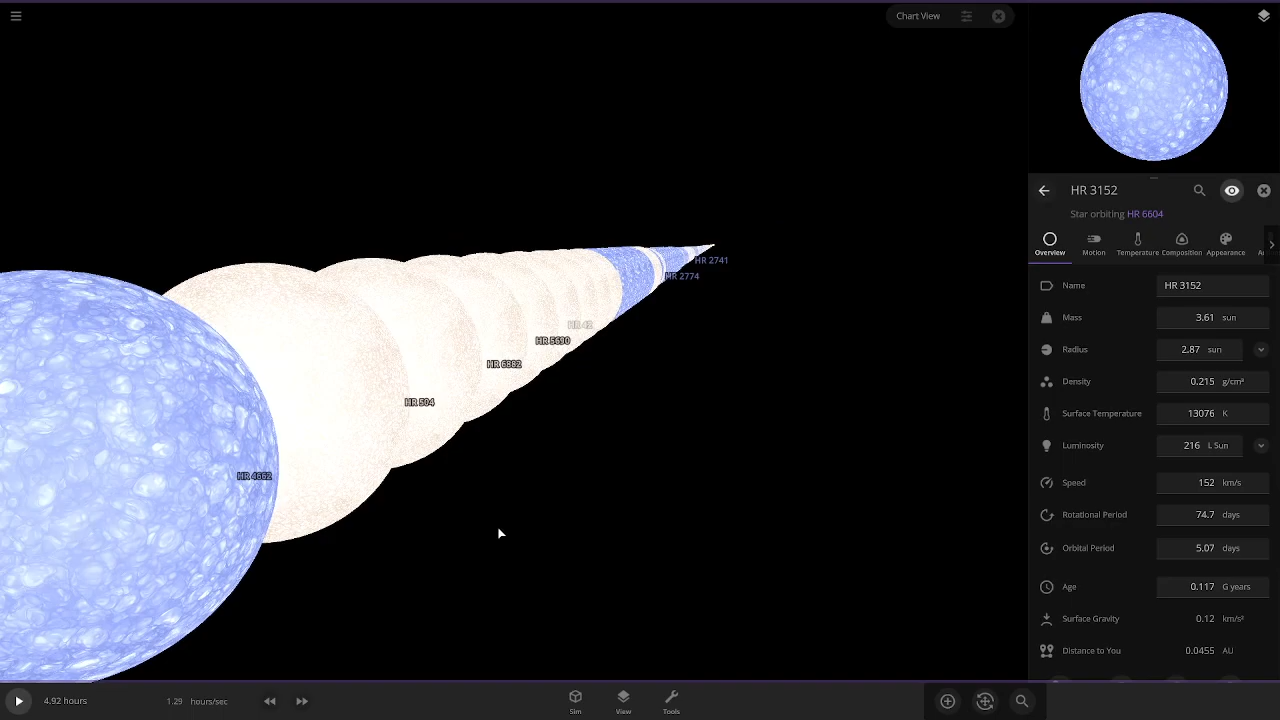 Chart View
HR 2741
HR 2774
HR 42
HR 5690
HR 6882
HR 504
HR 4662
HR 3152
Star orbiting HR 6604
Overview Motion Temperature Composition Appearance
Name HR 3152
Mass 3.61 sun
Radius 2.87 sun
Density 0.215 g/cm³
Surface Temperature 13076 K
Luminosity 216 L Sun
Speed 152 km/s
Rotational Period 74.7 days
Orbital Period 5.07 days
Age 0.117 G years
Surface Gravity 0.12 km/s²
Distance to You 0.0455 AU
4.92 hours 1.29 hours/sec
Sim View Tools